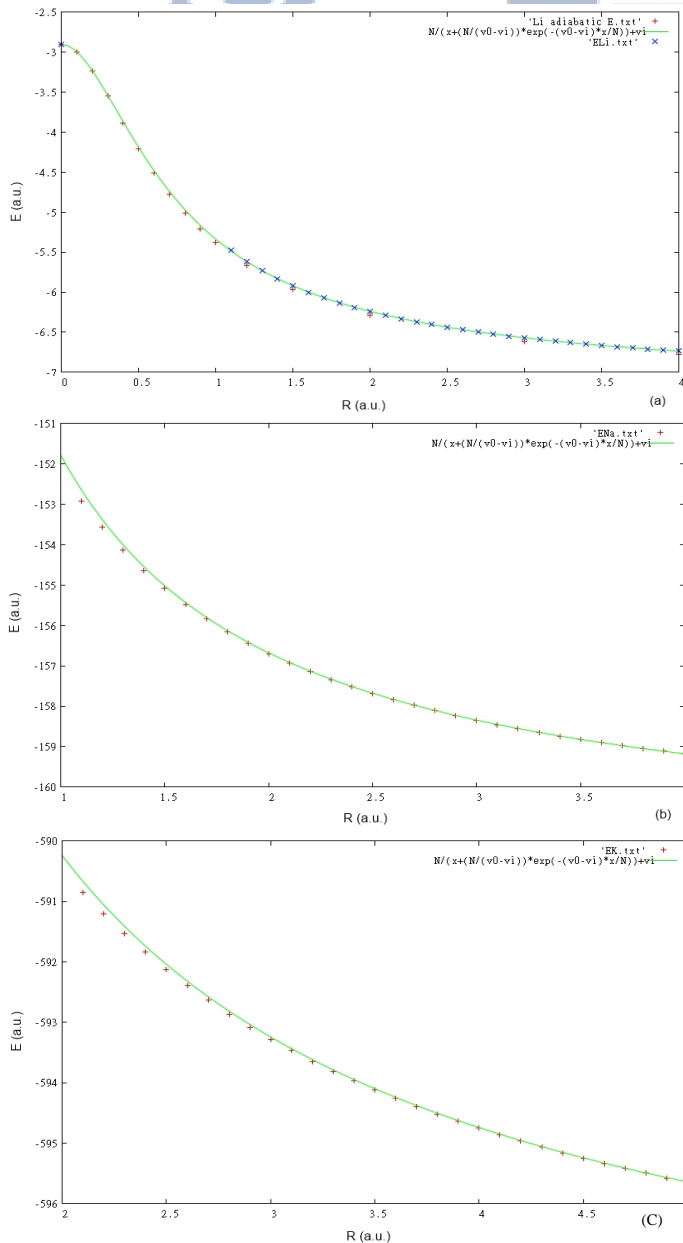 'Li adiabatic E.txt'
N/(x+(N/(v0-vi))*exp(-(v0-vi)*x/N))+vi
'ELi.txt'
-2.5
-3
-3.5
-4
-4.5
-5
-5.5
-6
-6.5
-7
E (a.u.)
0 0.5 1 1.5 2 2.5 3 3.5 4
R (a.u.)
(a)
'ENa.txt'
N/(x+(N/(v0-vi))*exp(-(v0-vi)*x/N))+vi
-151
-152
-153
-154
-155
-156
-157
-158
-159
-160
E (a.u.)
1 1.5 2 2.5 3 3.5
R (a.u.)
(b)
'EK.txt'
N/(x+(N/(v0-vi))*exp(-(v0-vi)*x/N))+vi
-590
-591
-592
-593
-594
-595
-596
E (a.u.)
2 2.5 3 3.5 4 4.5
R (a.u.)
(C)